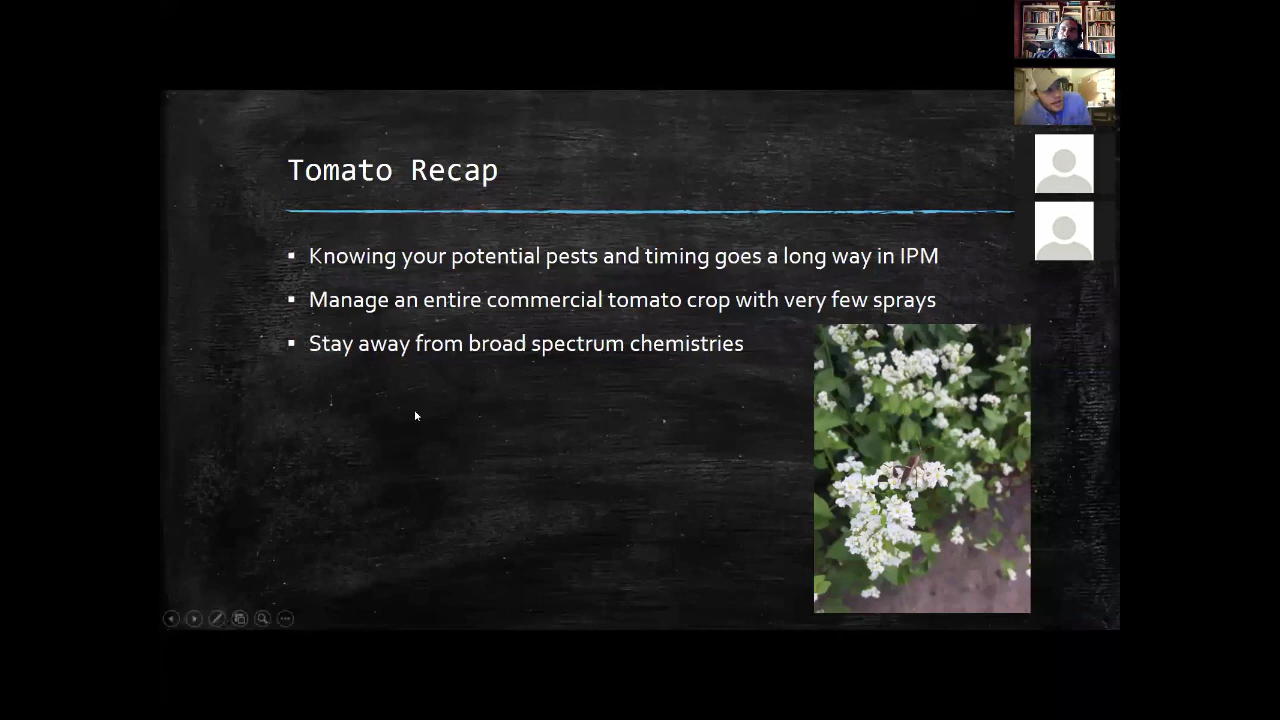 Tomato Recap
Knowing your potential pests and timing goes a long way in IPM
Manage an entire commercial tomato crop with very few sprays
Stay away from broad spectrum chemistries